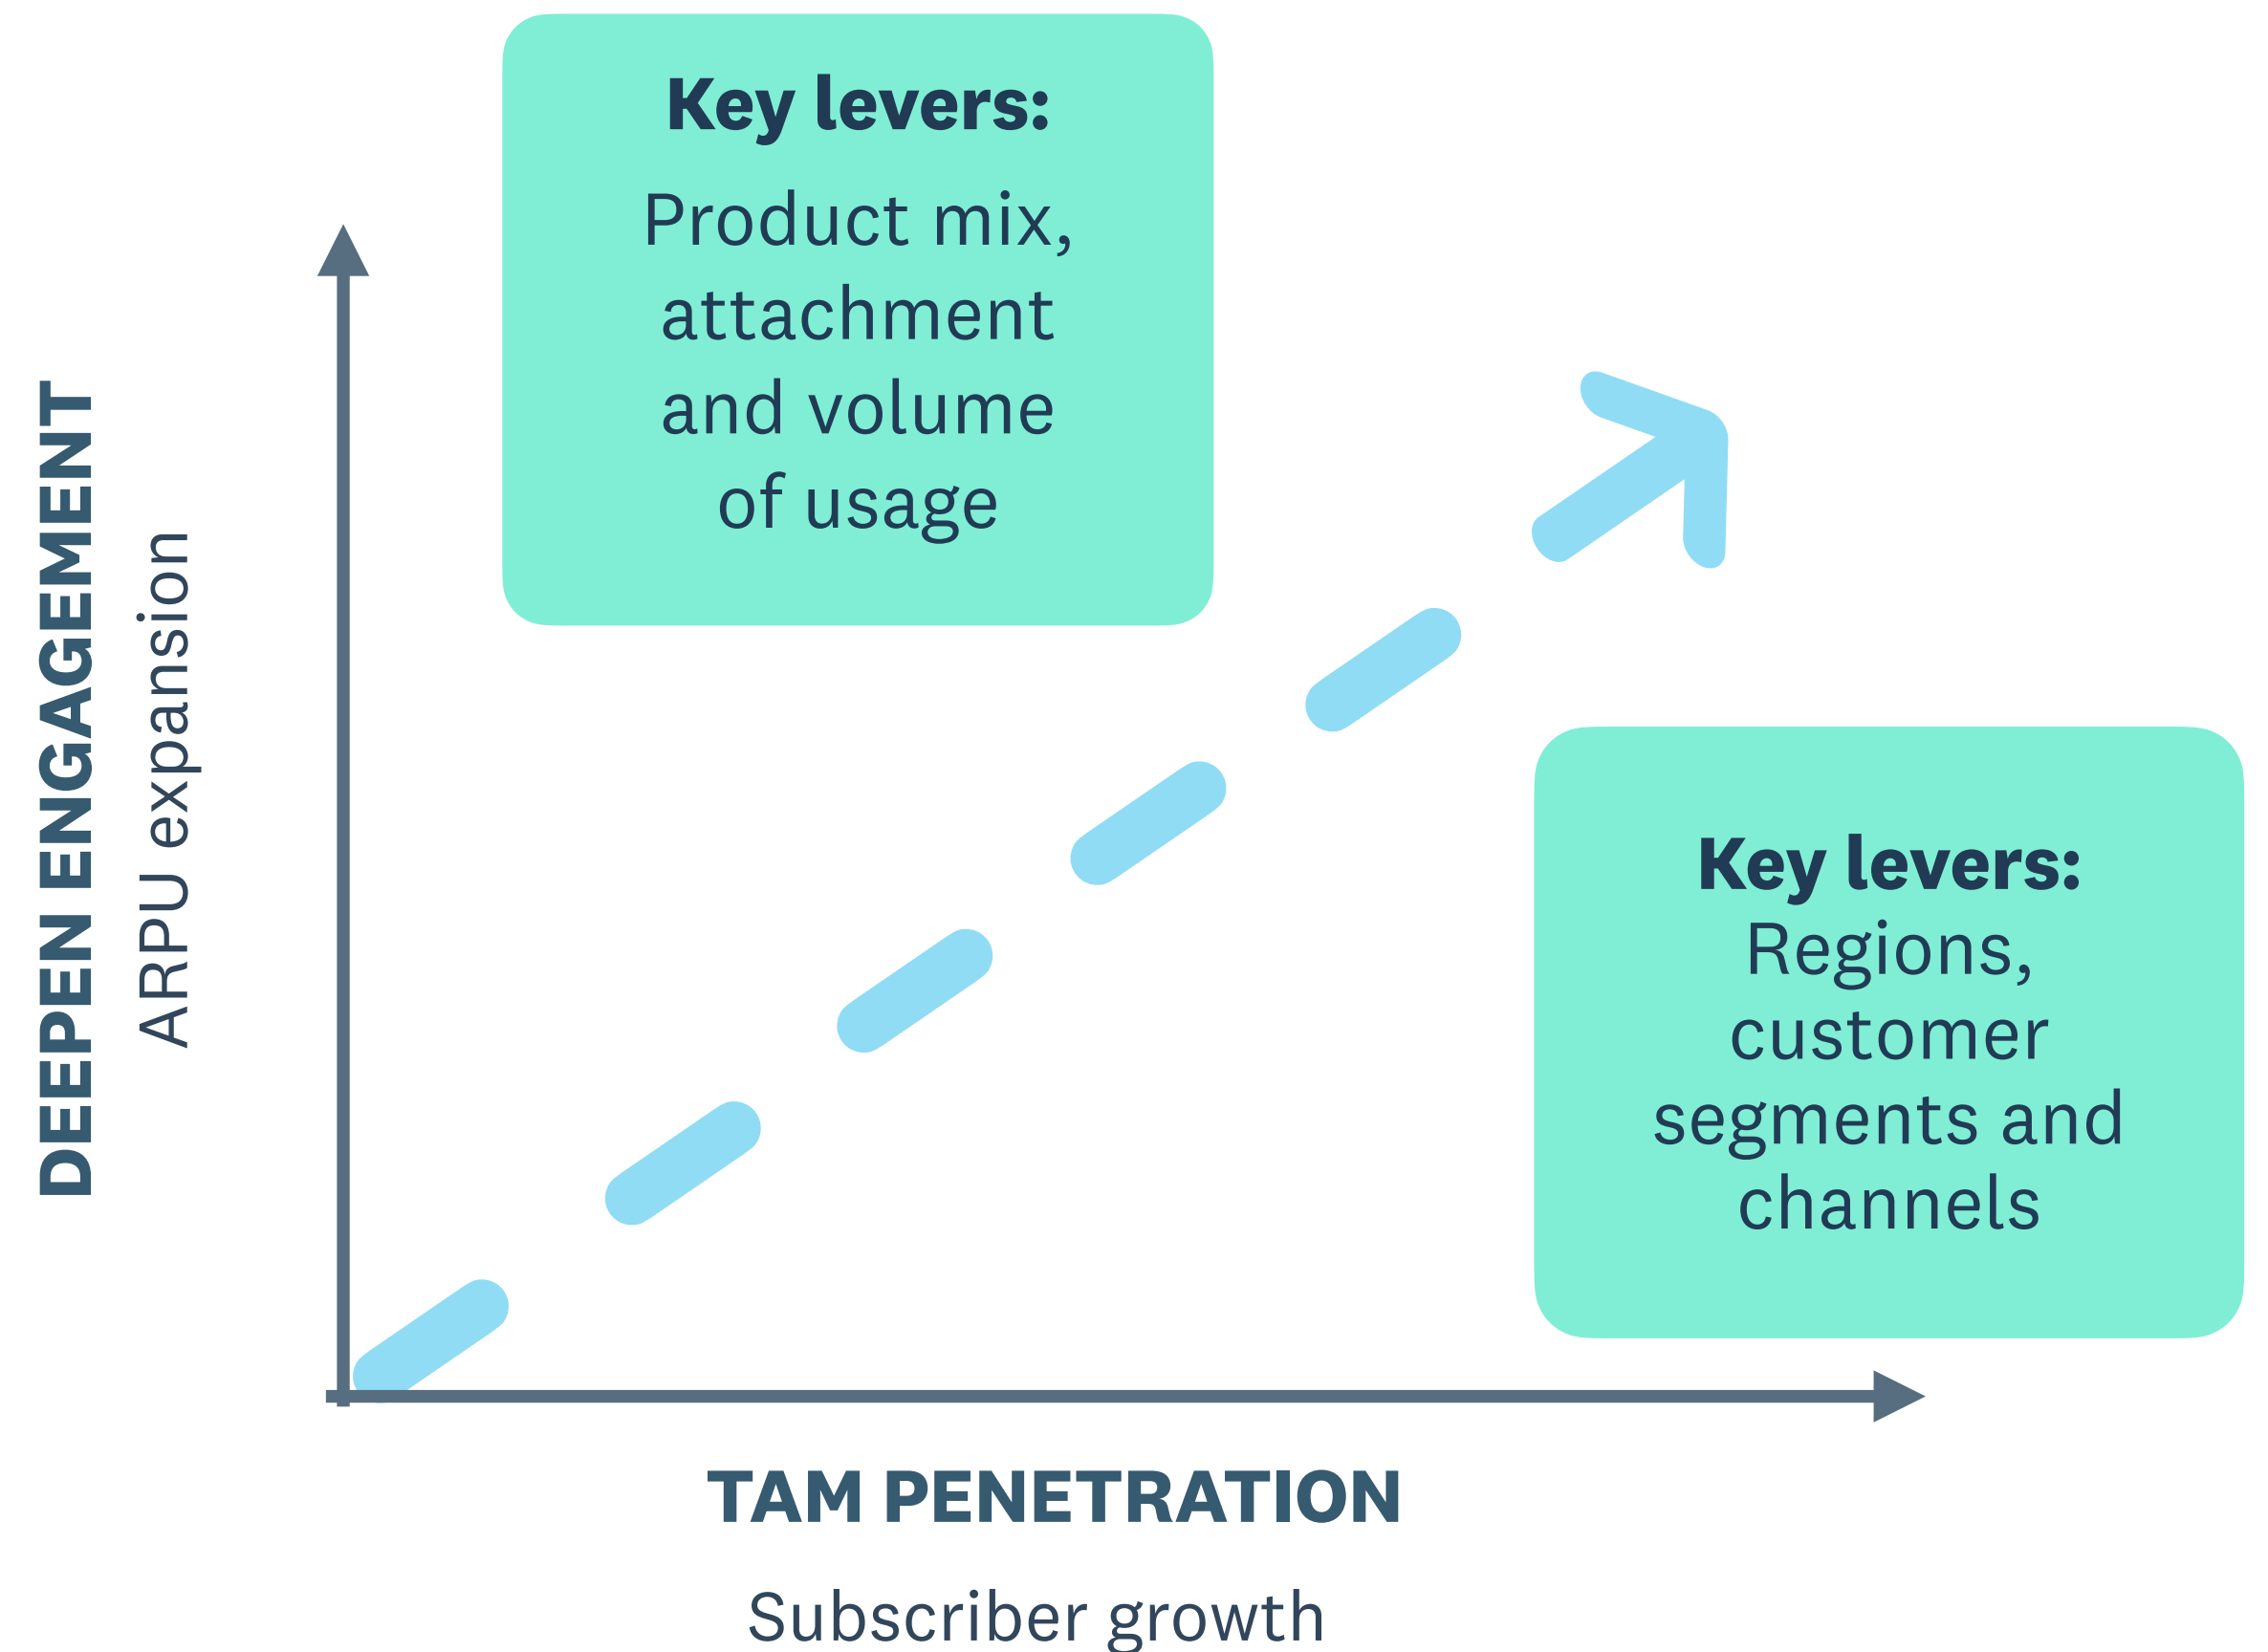 Key levers:
Product mix,
attachment
and volume
of usage
DEEPEN ENGAGEMENT
ARPU expansion
Key levers:
Regions,
customer
segments and
channels
TAM PENETRATION
Subscriber growth